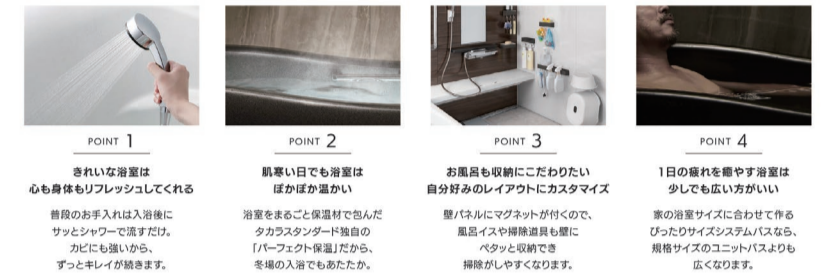 POINT 1
きれいな浴室は
心も身体もリフレッシュしてくれる
普段のお手入れは入浴後に
サッとシャワーで流すだけ。
カビにも強いから、
ずっとキレイが続きます。
POINT 2
肌寒い日でも浴室は
ぽかぽか温かい
浴室をまるごと保温材で包んだ
タカラスタンダード独自の
「パーフェクト保温」だから、
冬場の入浴でもあたたか。
POINT 3
お風呂も収納にこだわりたい
自分好みのレイアウトにカスタマイズ
壁パネルにマグネットが付くので、
風呂イスや掃除道具も壁に
ペタッと収納でき
掃除がしやすくなります。
POINT 4
1日の疲れを癒やす浴室は
少しでも広い方がいい
家の浴室サイズに合わせて作る
ぴったりサイズシステムバスなら、
規格サイズのユニットバスよりも
広くなります。